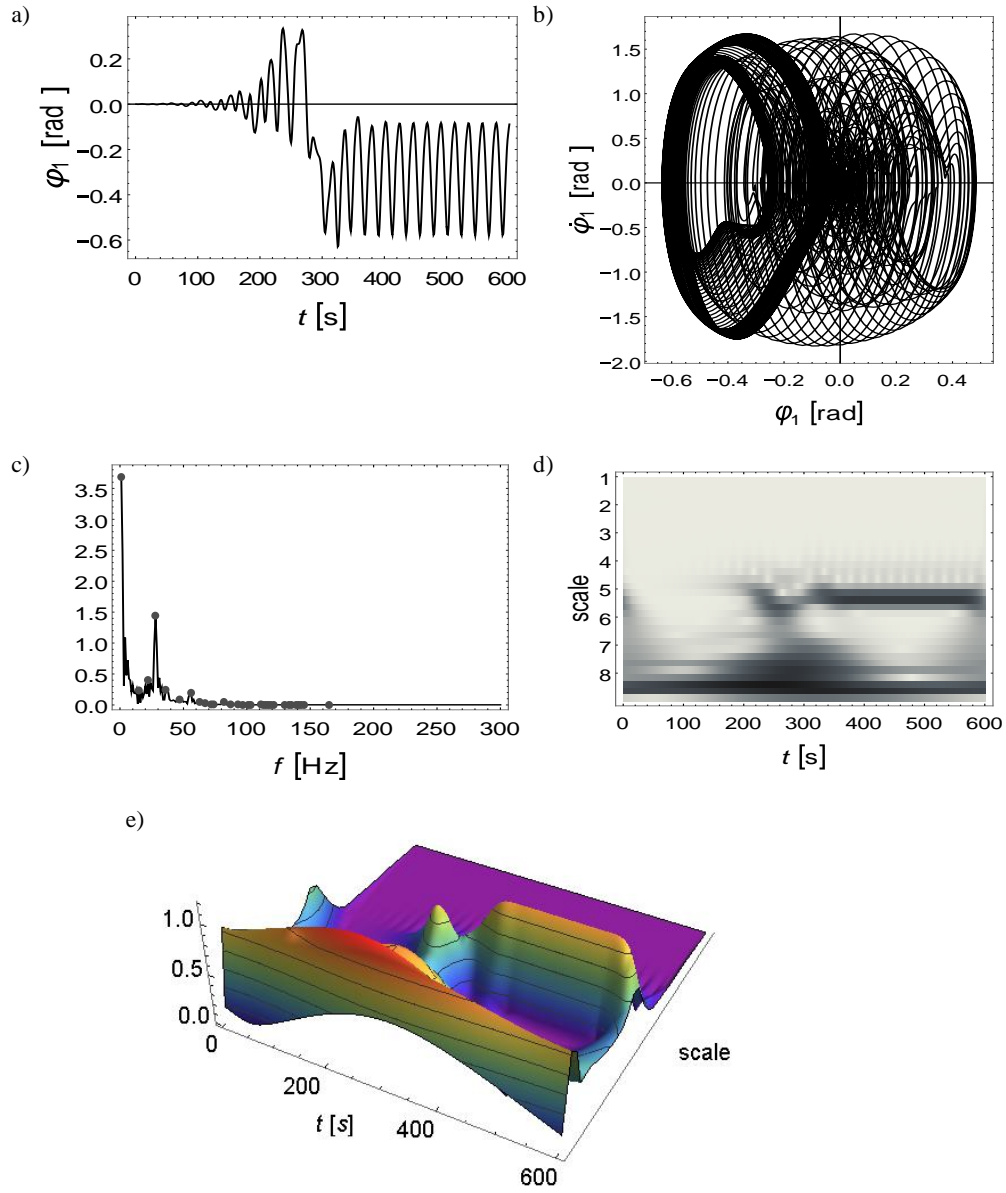 a)
0.2
0.0
−0.2
−0.4
−0.6
φ1 [rad ]
0 100 200 300 400 500 600
t [s]
b)
1.5
1.0
0.5
0.0
−0.5
−1.0
−1.5
−2.0
φ̇1 [rad ]
−0.6 −0.4 −0.2 0.0 0.2 0.4
φ1 [rad]
c)
3.5
3.0
2.5
2.0
1.5
1.0
0.5
0.0
0 50 100 150 200 250 300
f [Hz]
d)
1
2
3
4
5
6
7
8
scale
0 100 200 300 400 500 600
t [s]
e)
1.0
0.5
0.0
0
200
400
600
t [s]
scale